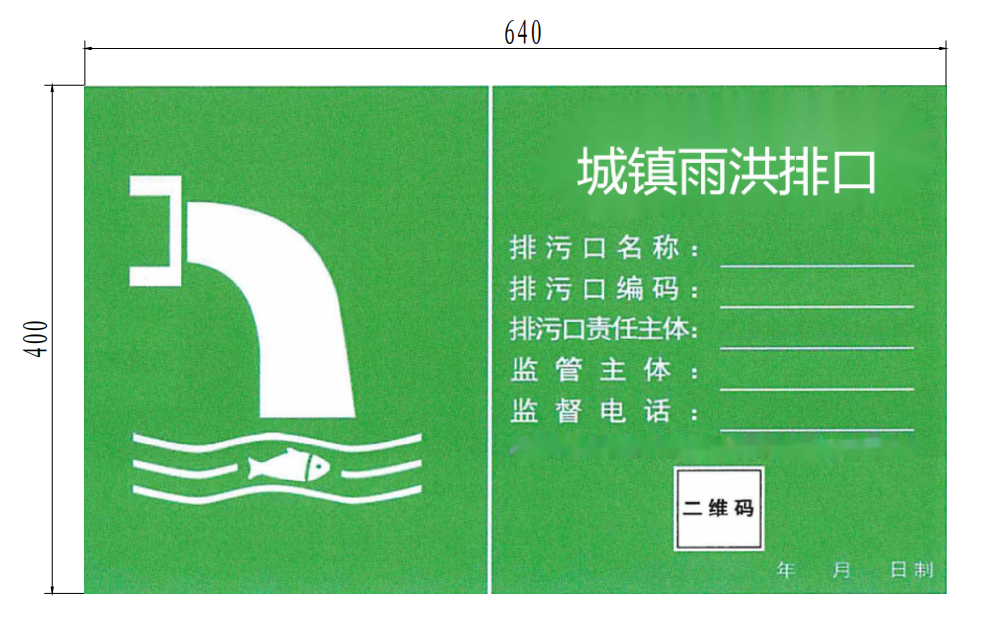 640
400
城镇雨洪排口
排污口名称：
排污口编码：
排污口责任主体：
监管主体：
监督电话：
二维码
年 月 日制